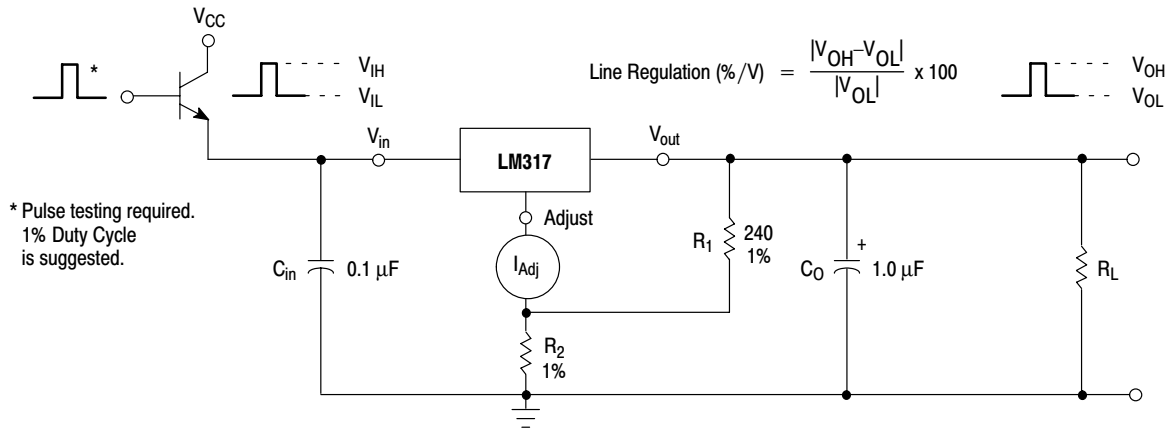 V_CC
*
V_IH
V_IL
Line Regulation (%/V) = |V_OH–V_OL| / |V_OL| x 100
V_OH
V_OL
V_in
LM317
V_out
* Pulse testing required.
1% Duty Cycle
is suggested.
Adjust
I_Adj
C_in
0.1 μF
R_1
240
1%
C_O
+
1.0 μF
R_L
R_2
1%